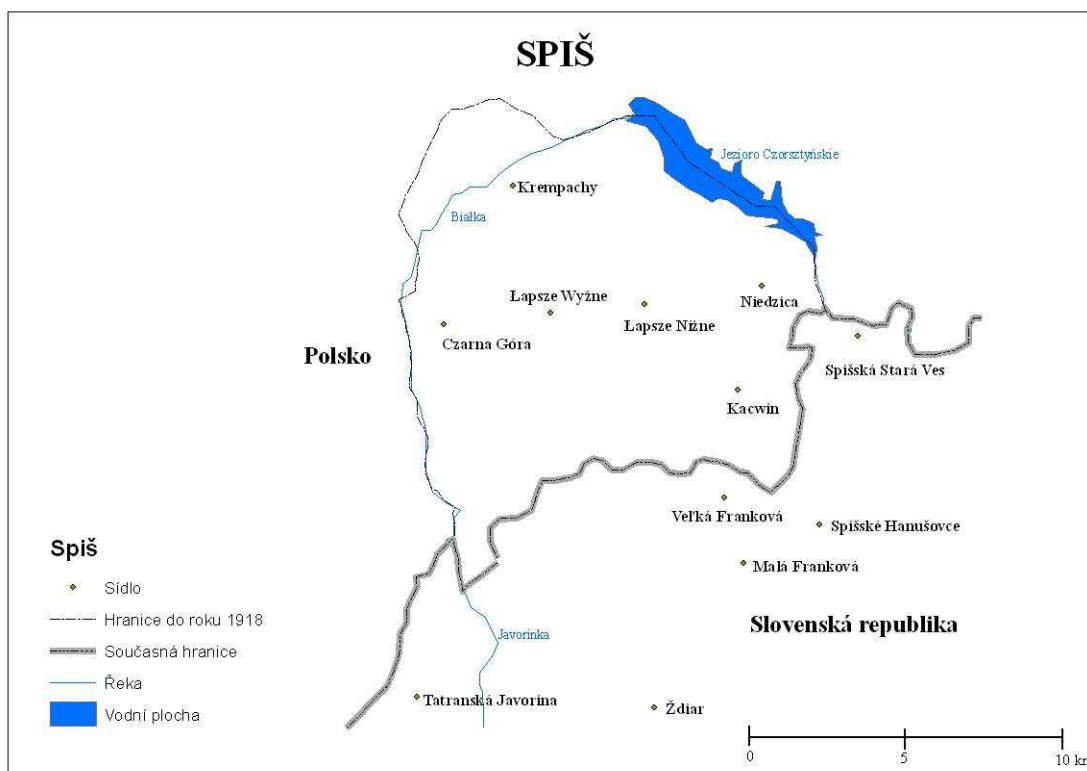 SPIŠ
Jezioro Czorsztyńskie
Krempachy
Białka
Łapsze Wyżne
Niedzica
Łapsze Niżne
Czarna Góra
Polsko
Spišská Stará Ves
Kacwin
Veľká Franková
Spišské Hanušovce
Malá Franková
Slovenská republika
Javorinka
Tatranská Javorina
Ždiar
Spiš
Sídlo
Hranice do roku 1918
Současná hranice
Řeka
Vodní plocha
0 5 10 km